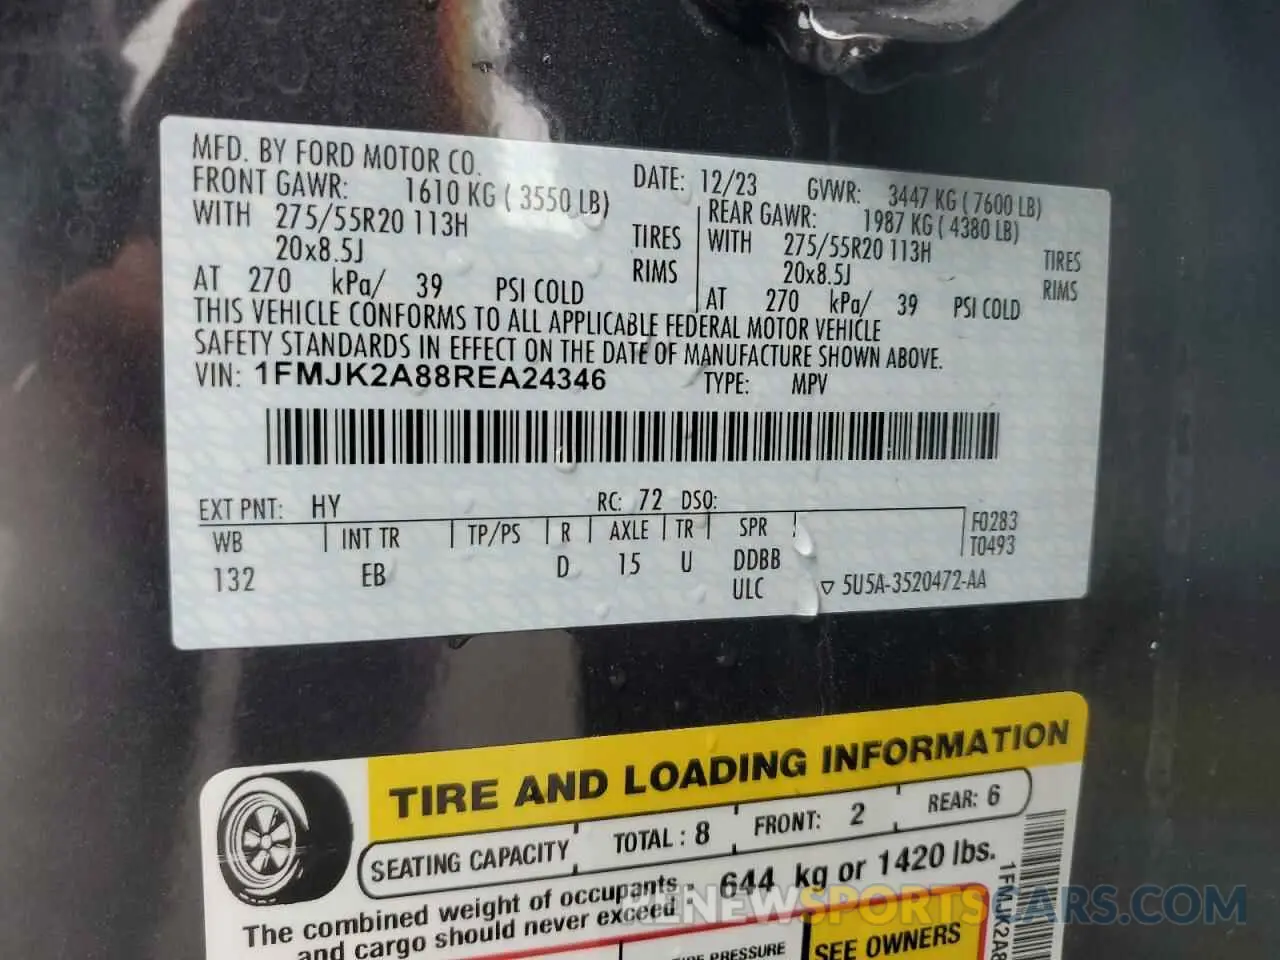 MFD. BY FORD MOTOR CO.
DATE: 12/23 GVWR: 3447 KG ( 7600 LB)
FRONT GAWR: 1610 KG ( 3550 LB)
REAR GAWR: 1987 KG ( 4380 LB)
WITH 275/55R20 113H TIRES
WITH 275/55R20 113H TIRES
20x8.5J RIMS
20x8.5J RIMS
AT 270 kPa/ 39 PSI COLD
AT 270 kPa/ 39 PSI COLD
THIS VEHICLE CONFORMS TO ALL APPLICABLE FEDERAL MOTOR VEHICLE
SAFETY STANDARDS IN EFFECT ON THE DATE OF MANUFACTURE SHOWN ABOVE.
VIN: 1FMJK2A88REA24346 TYPE: MPV
EXT PNT: HY RC: 72 DSO:
WB INT TR TP/PS R AXLE TR SPR F0283
T0493
132 EB D 15 U DDBB
ULC ▽ 5U5A-3520472-AA
TIRE AND LOADING INFORMATION
SEATING CAPACITY TOTAL : 8 FRONT: 2 REAR: 6
The combined weight of occupants and cargo should never exceed : 644 kg or 1420 lbs.
PRESSURE
SEE OWNERS
1FMJK2A8
RENEWSPORTSCARS.COM